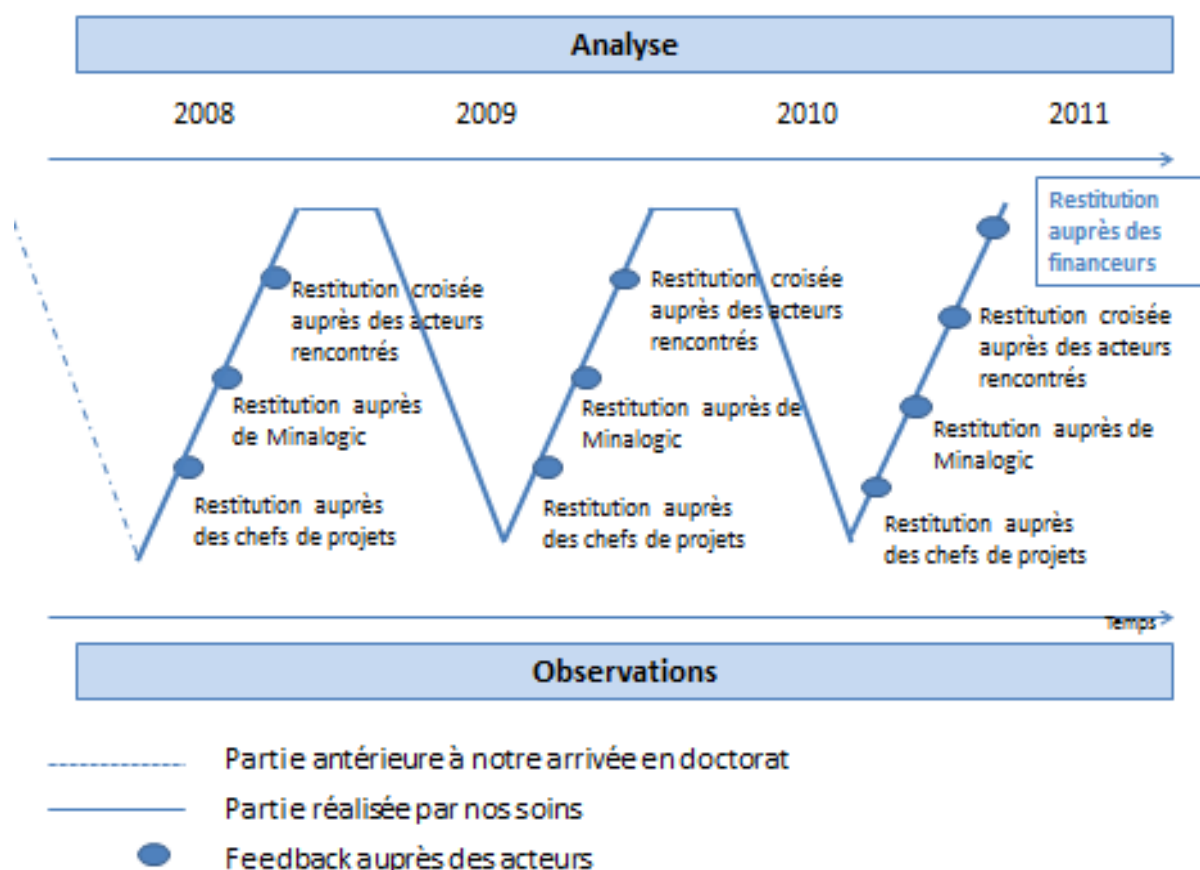 Analyse
2008 2009 2010 2011
Restitution
auprès des
financeurs
Restitution croisée
auprès des acteurs
rencontrés
Restitution auprès
de Minalogic
Restitution auprès
des chefs de projets
Restitution croisée
auprès des acteurs
rencontrés
Restitution auprès de
Minalogic
Restitution auprès
des chefs de projets
Restitution croisée
auprès des acteurs
rencontrés
Restitution auprès de
Minalogic
Restitution auprès
des chefs de projets
Temps
Observations
Partie antérieure à notre arrivée en doctorat
Partie réalisée par nos soins
Feedback auprès des acteurs